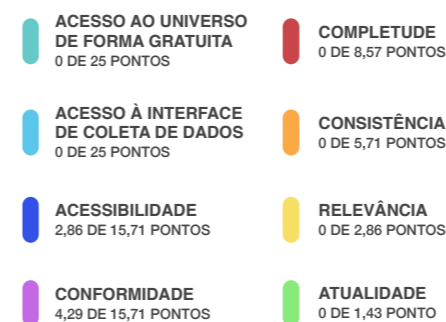 ACESSO AO UNIVERSO
DE FORMA GRATUITA
0 DE 25 PONTOS
COMPLETUDE
0 DE 8,57 PONTOS
ACESSO À INTERFACE
DE COLETA DE DADOS
0 DE 25 PONTOS
CONSISTÊNCIA
0 DE 5,71 PONTOS
ACESSIBILIDADE
2,86 DE 15,71 PONTOS
RELEVÂNCIA
0 DE 2,86 PONTOS
CONFORMIDADE
4,29 DE 15,71 PONTOS
ATUALIDADE
0 DE 1,43 PONTO